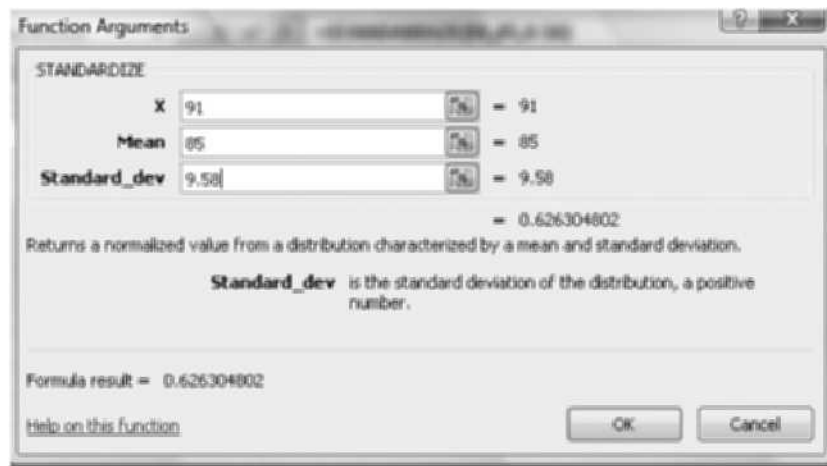 Function Arguments
STANDARDIZE
X 91 = 91
Mean 85 = 85
Standard_dev 9.58 = 9.58
= 0.626304802
Returns a normalized value from a distribution characterized by a mean and standard deviation.
Standard_dev is the standard deviation of the distribution, a positive
number.
Formula result = 0.626304802
Help on this function
OK Cancel